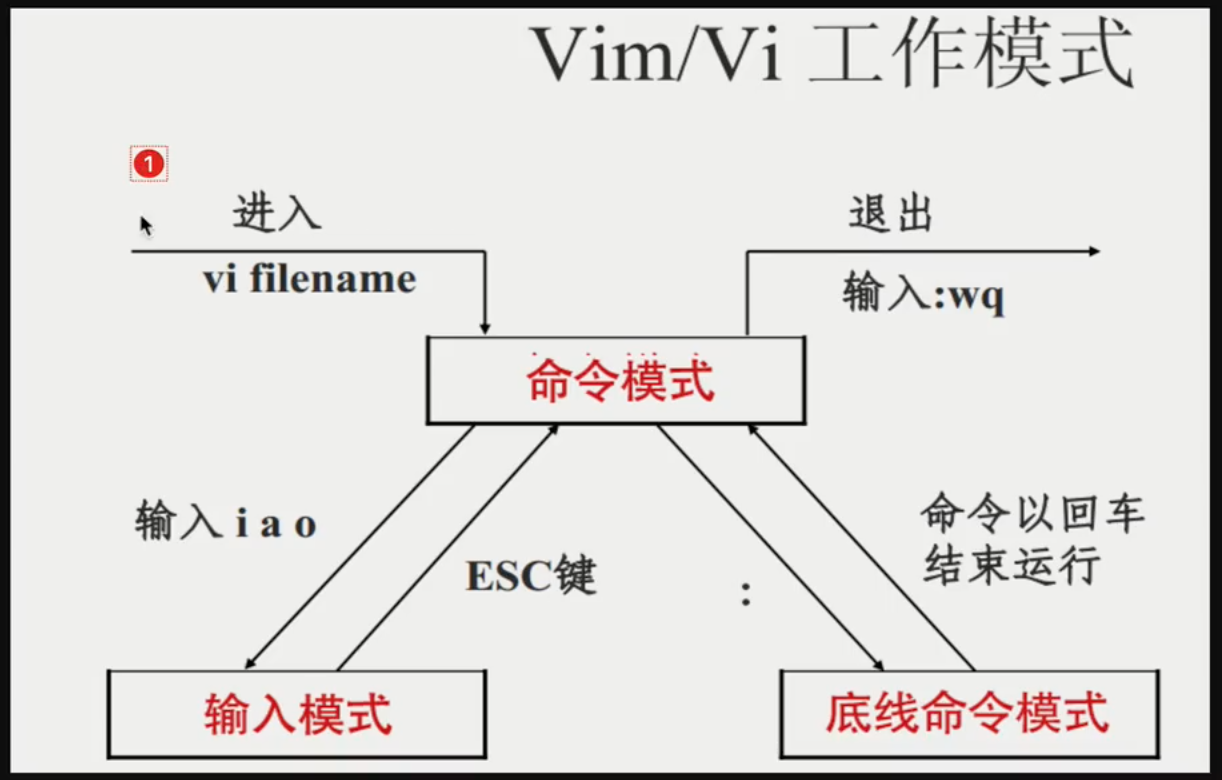 Vim/Vi 工作模式
1
进入
vi filename
退出
输入:wq
命令模式
输入 i a o
ESC键
:
命令以回车
结束运行
输入模式
底线命令模式